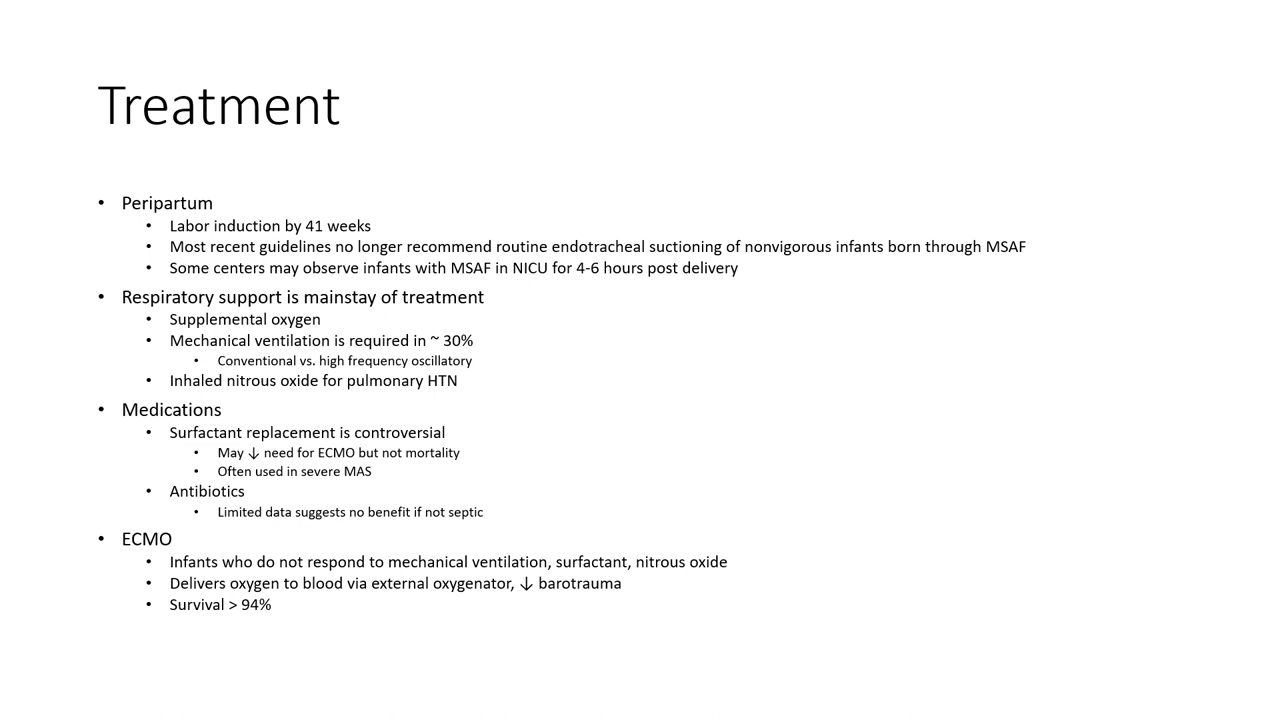 Treatment
• Peripartum
• Labor induction by 41 weeks
• Most recent guidelines no longer recommend routine endotracheal suctioning of nonvigorous infants born through MSAF
• Some centers may observe infants with MSAF in NICU for 4-6 hours post delivery
• Respiratory support is mainstay of treatment
• Supplemental oxygen
• Mechanical ventilation is required in ~ 30%
• Conventional vs. high frequency oscillatory
• Inhaled nitrous oxide for pulmonary HTN
• Medications
• Surfactant replacement is controversial
• May ↓ need for ECMO but not mortality
• Often used in severe MAS
• Antibiotics
• Limited data suggests no benefit if not septic
• ECMO
• Infants who do not respond to mechanical ventilation, surfactant, nitrous oxide
• Delivers oxygen to blood via external oxygenator, ↓ barotrauma
• Survival > 94%